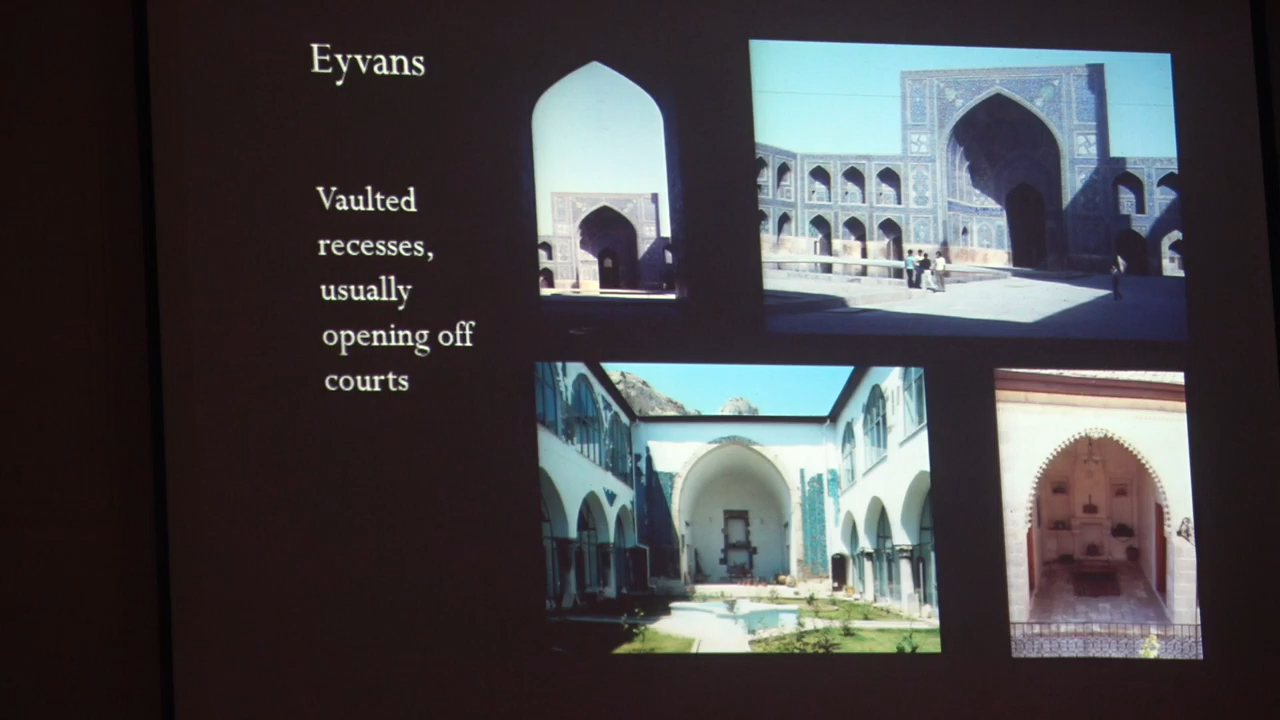 Eyvans
Vaulted
recesses,
usually
opening off
courts